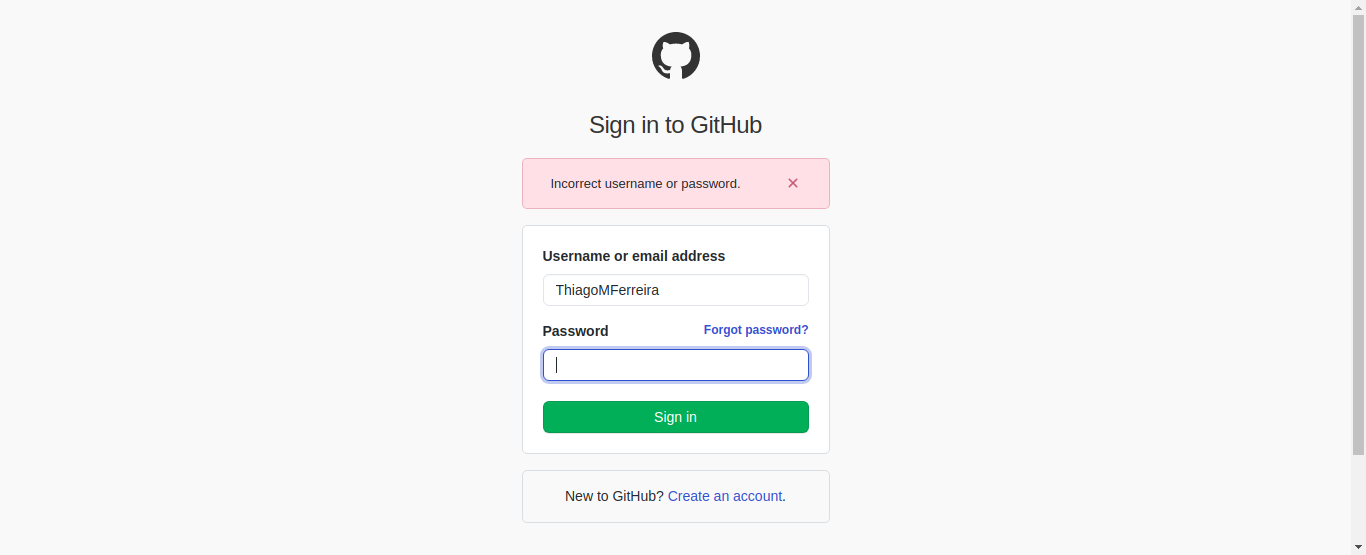 Sign in to GitHub
Incorrect username or password.
Username or email address
ThiagoMFerreira
Password Forgot password?
Sign in
New to GitHub? Create an account.